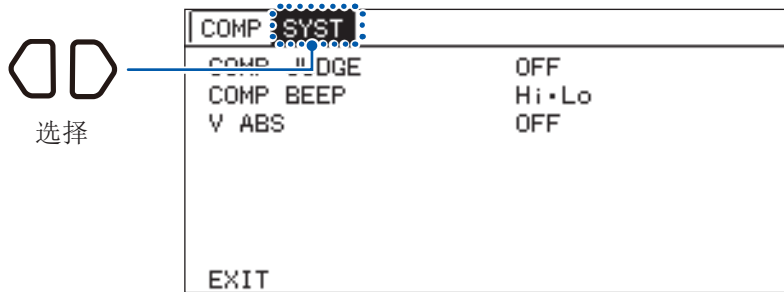 COMP SYST
COMP JUDGE OFF
COMP BEEP Hi・Lo
V ABS OFF
EXIT
选择